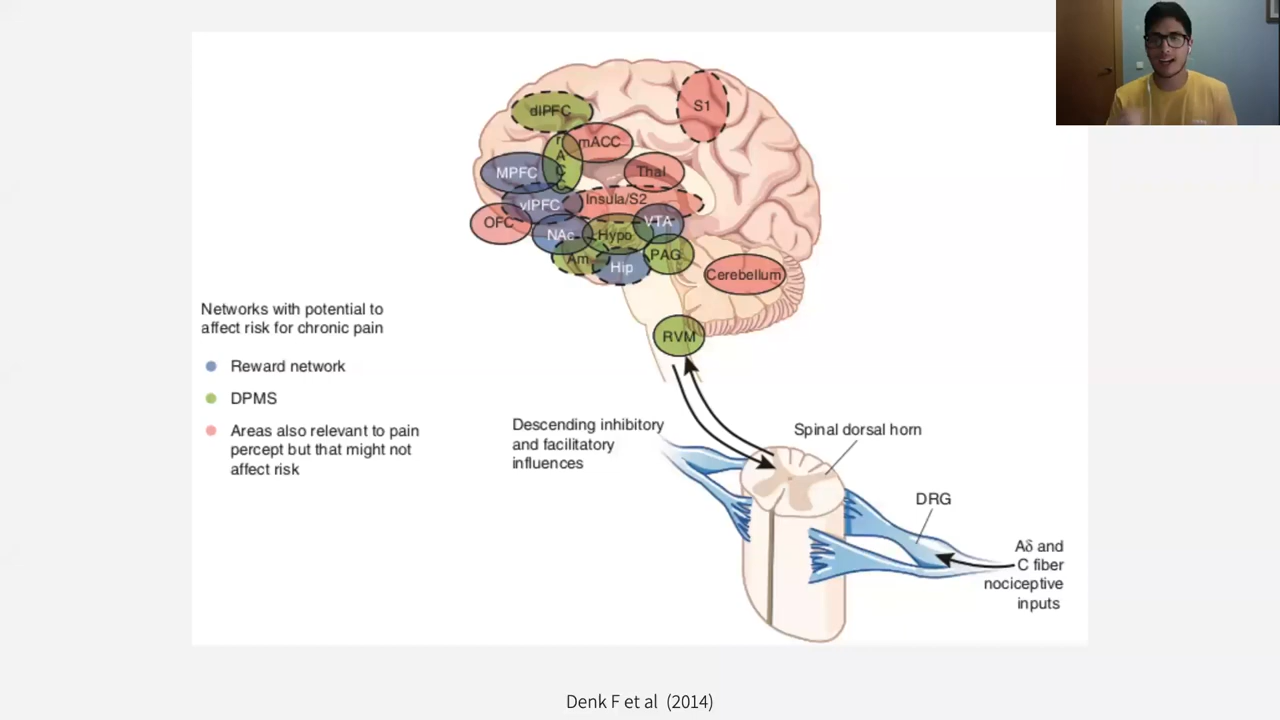 dlPFC
S1
rACC
mACC
MPFC
Thal
vlPFC
Insula/S2
OFC
VTA
NAc
Hypo
Am
Hip
PAG
Cerebellum
RVM
Networks with potential to
affect risk for chronic pain
Reward network
DPMS
Areas also relevant to pain
percept but that might not
affect risk
Descending inhibitory
and facilitatory
influences
Spinal dorsal horn
DRG
Aδ and
C fiber
nociceptive
inputs
Denk F et al (2014)